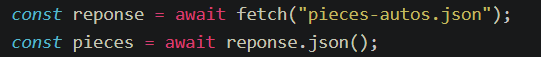 const reponse = await fetch("pieces-autos.json");
const pieces = await reponse.json();